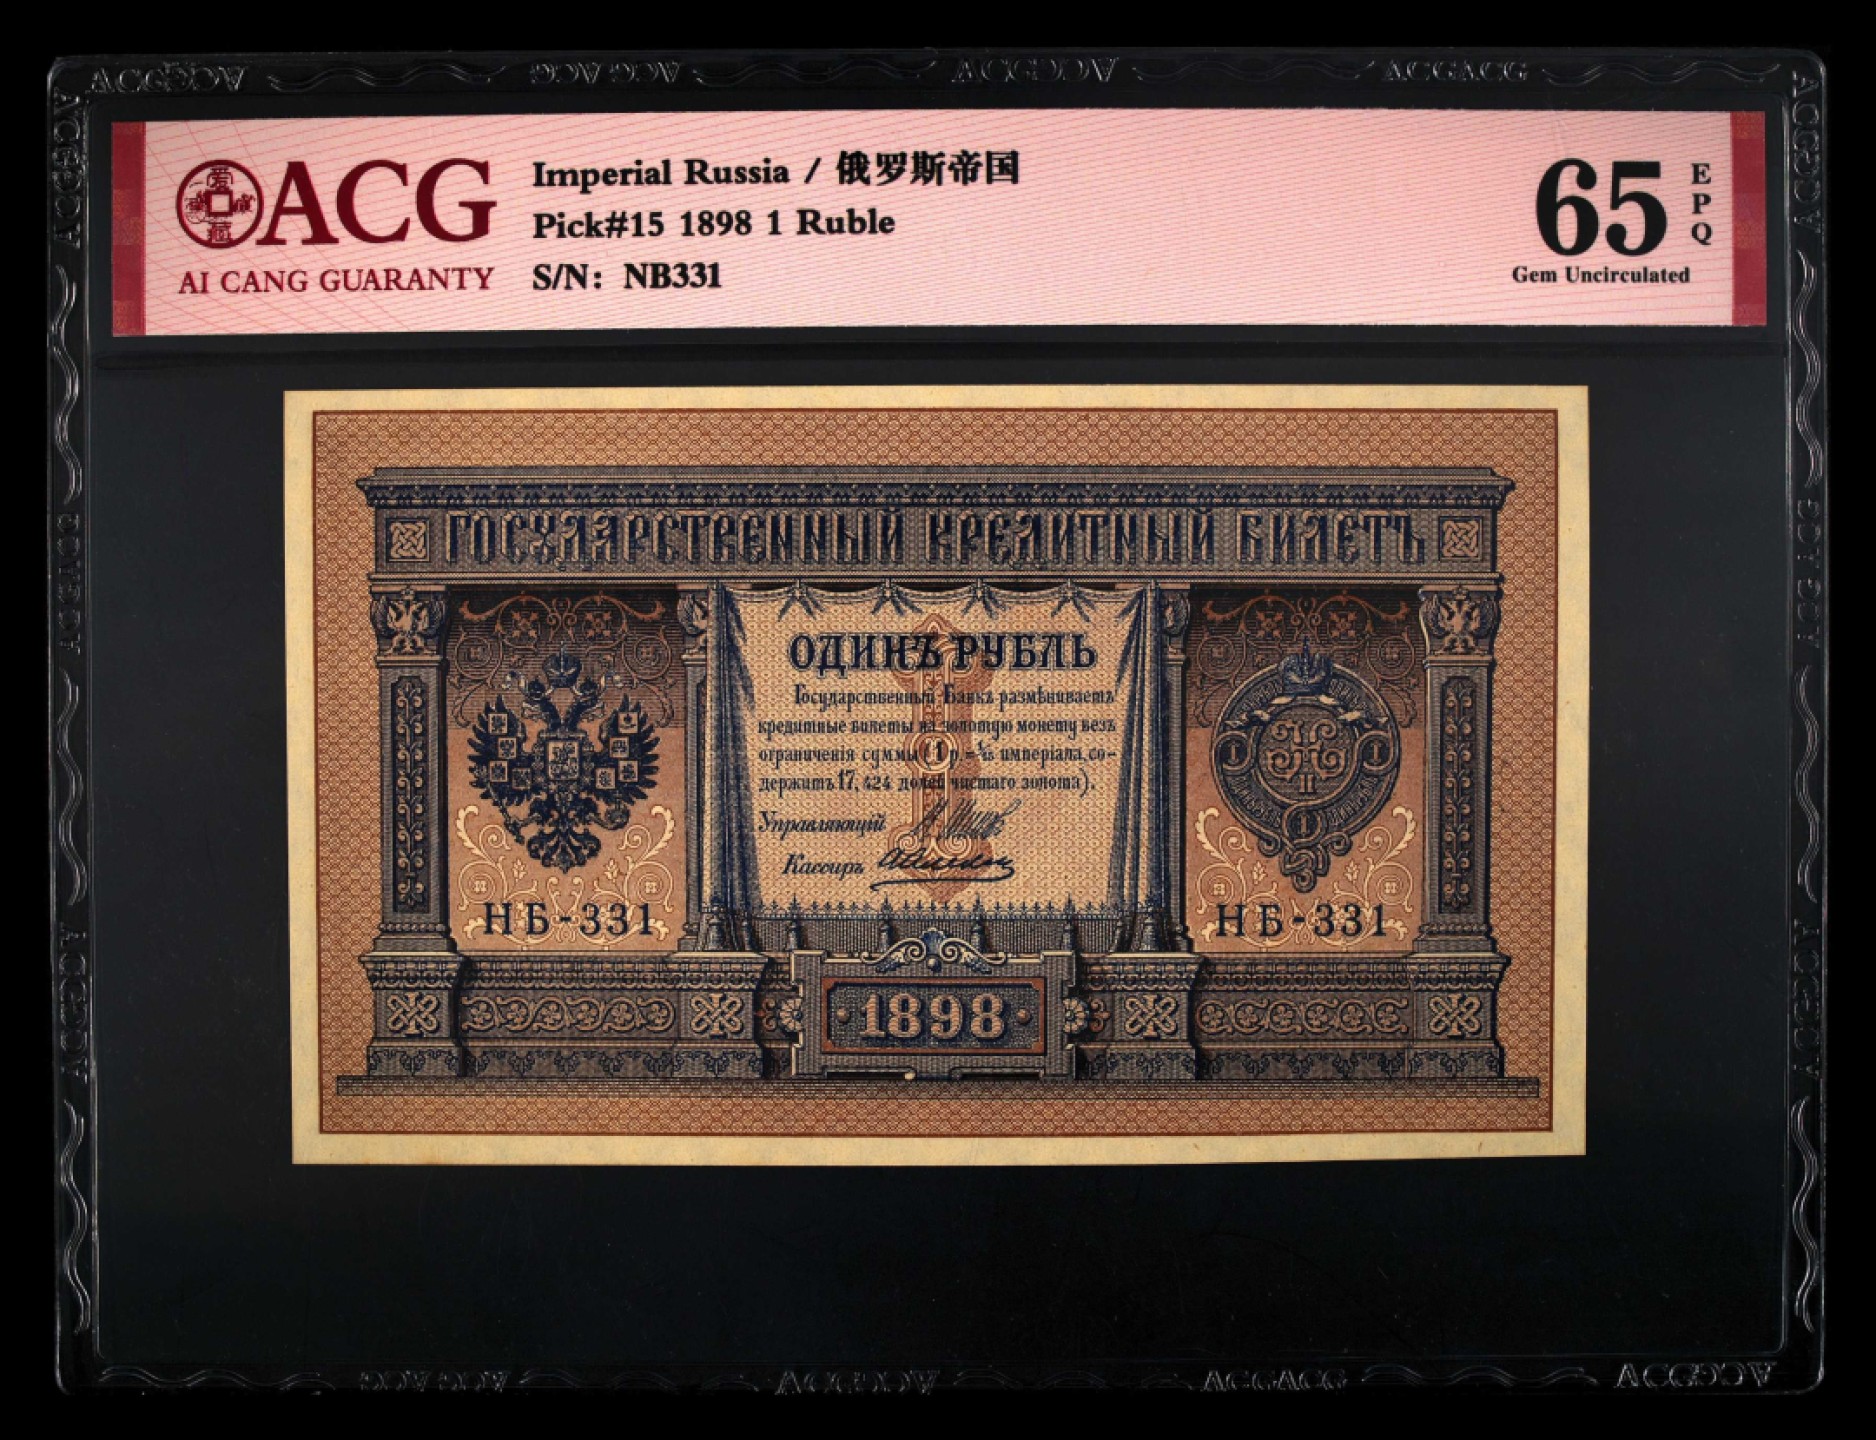 ACG
AI CANG GUARANTY
Imperial Russia / 俄罗斯帝国
Pick#15 1898 1 Ruble
S/N: NB331
65
EPQ
Gem Uncirculated
ГОСУДАРСТВЕННЫЙ КРЕДИТНЫЙ БИЛЕТЪ
ОДИНЪ РУБЛЬ
Государственный Банкъ размѣниваетъ
кредитные билеты на золотую монету безъ
ограниченія суммы (1 р. = 1/15 имперіала, со-
держитъ 17,424 долей чистаго золота).
Управляющій
Кассиръ
НБ-331
НБ-331
1898
I
I
II
I